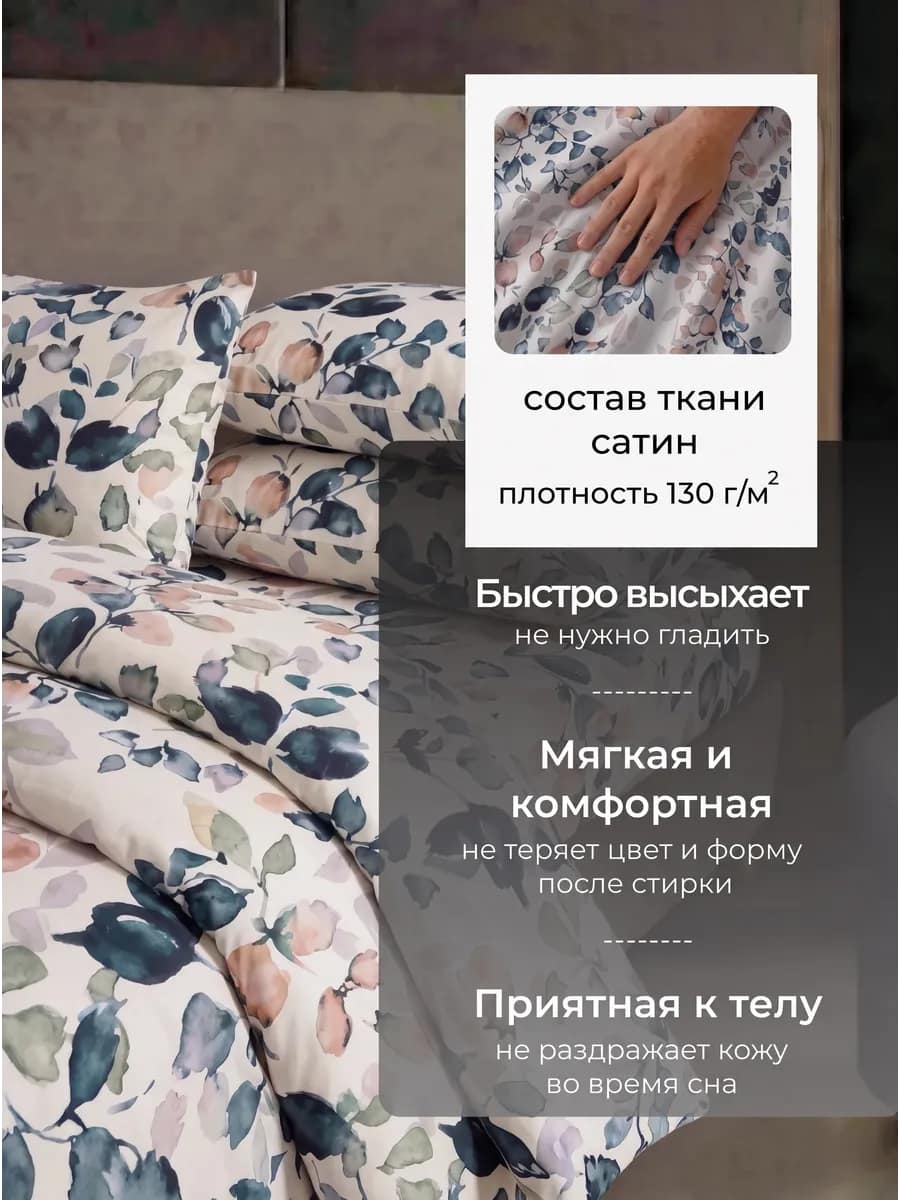 состав ткани
сатин
плотность 130 г/м²
Быстро высыхает
не нужно гладить
---------
Мягкая и
комфортная
не теряет цвет и форму
после стирки
--------
Приятная к телу
не раздражает кожу
во время сна